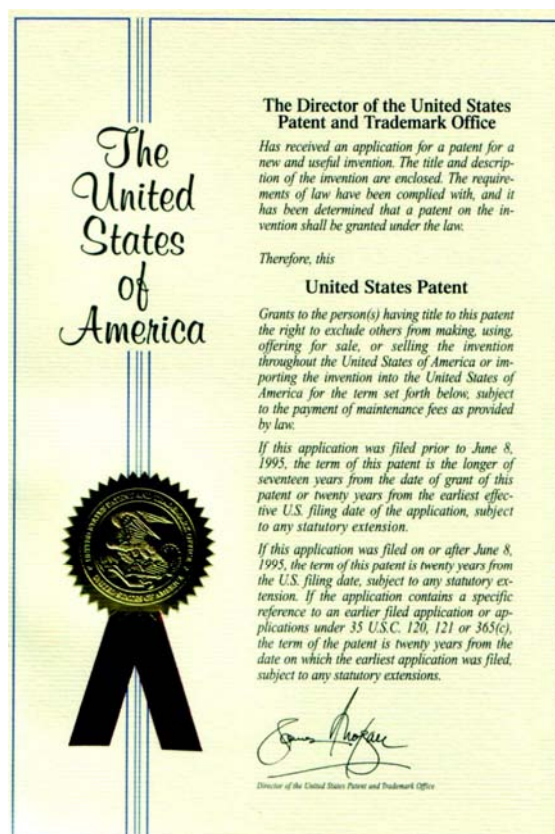 The
United
States
of
America
The Director of the United States
Patent and Trademark Office
Has received an application for a patent for a
new and useful invention. The title and descrip-
tion of the invention are enclosed. The require-
ments of law have been complied with, and it
has been determined that a patent on the in-
vention shall be granted under the law.
Therefore, this
United States Patent
Grants to the person(s) having title to this patent
the right to exclude others from making, using,
offering for sale, or selling the invention
throughout the United States of America or im-
porting the invention into the United States of
America for the term set forth below, subject
to the payment of maintenance fees as provided
by law.
If this application was filed prior to June 8,
1995, the term of this patent is the longer of
seventeen years from the date of grant of this
patent or twenty years from the earliest effec-
tive U.S. filing date of the application, subject
to any statutory extension.
If this application was filed on or after June 8,
1995, the term of this patent is twenty years from
the U.S. filing date, subject to any statutory ex-
tension. If the application contains a specific
reference to an earlier filed application or ap-
plications under 35 U.S.C. 120, 121 or 365(c),
the term of the patent is twenty years from the
date on which the earliest application was filed,
subject to any statutory extensions.
Director of the United States Patent and Trademark Office